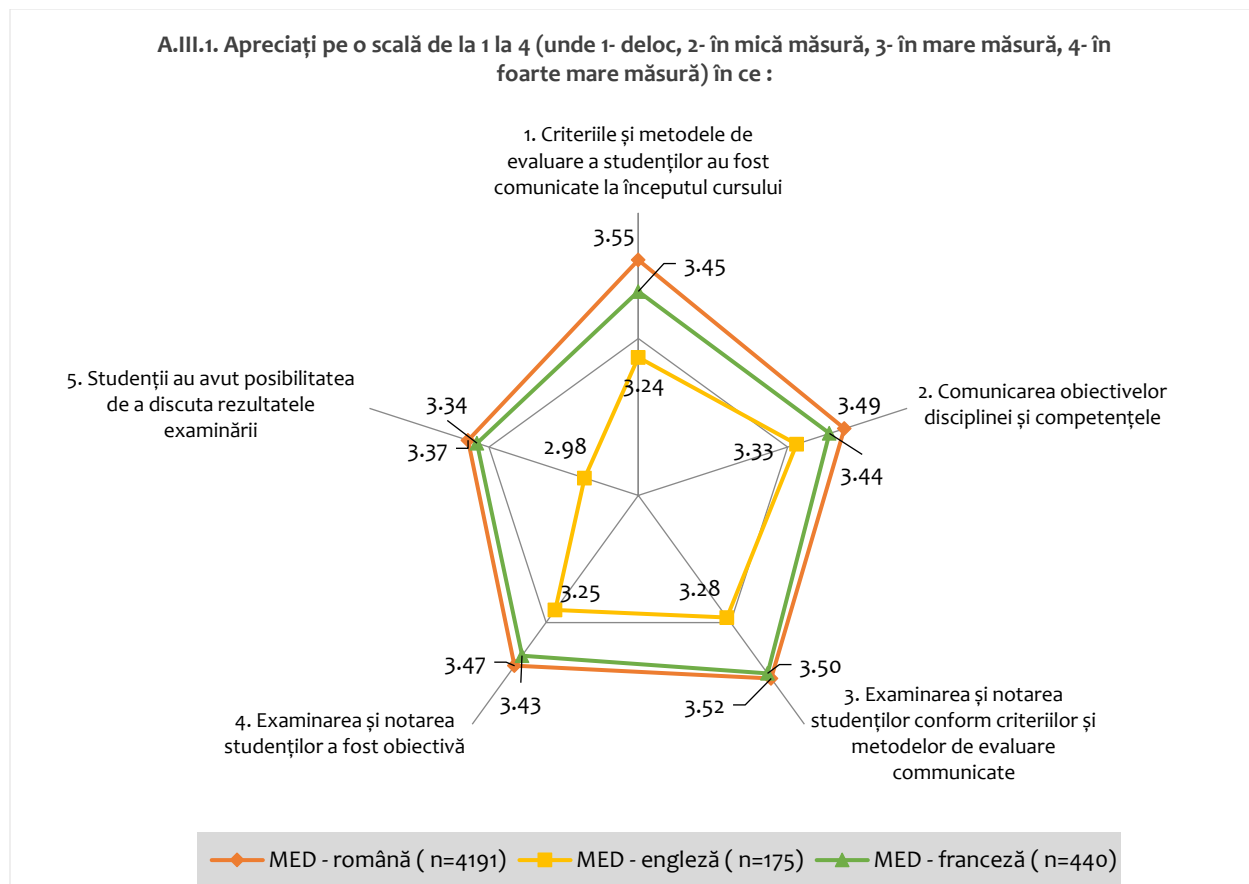 A.III.1. Apreciați pe o scală de la 1 la 4 (unde 1- deloc, 2- în mică măsură, 3- în mare măsură, 4- în
foarte mare măsură) în ce :
1. Criteriile și metodele de
evaluare a studenților au fost
comunicate la începutul cursului
3.55
3.45
3.24
5. Studenții au avut posibilitatea
de a discuta rezultatele
examinării
3.34
3.37
2.98
2. Comunicarea obiectivelor
disciplinei și competențele
3.49
3.33
3.44
3.25
3.28
3.47
3.43
3.50
3.52
4. Examinarea și notarea
studenților a fost obiectivă
3. Examinarea și notarea
studenților conform criteriilor și
metodelor de evaluare
communicate
MED - română ( n=4191) MED - engleză ( n=175) MED - franceză ( n=440)